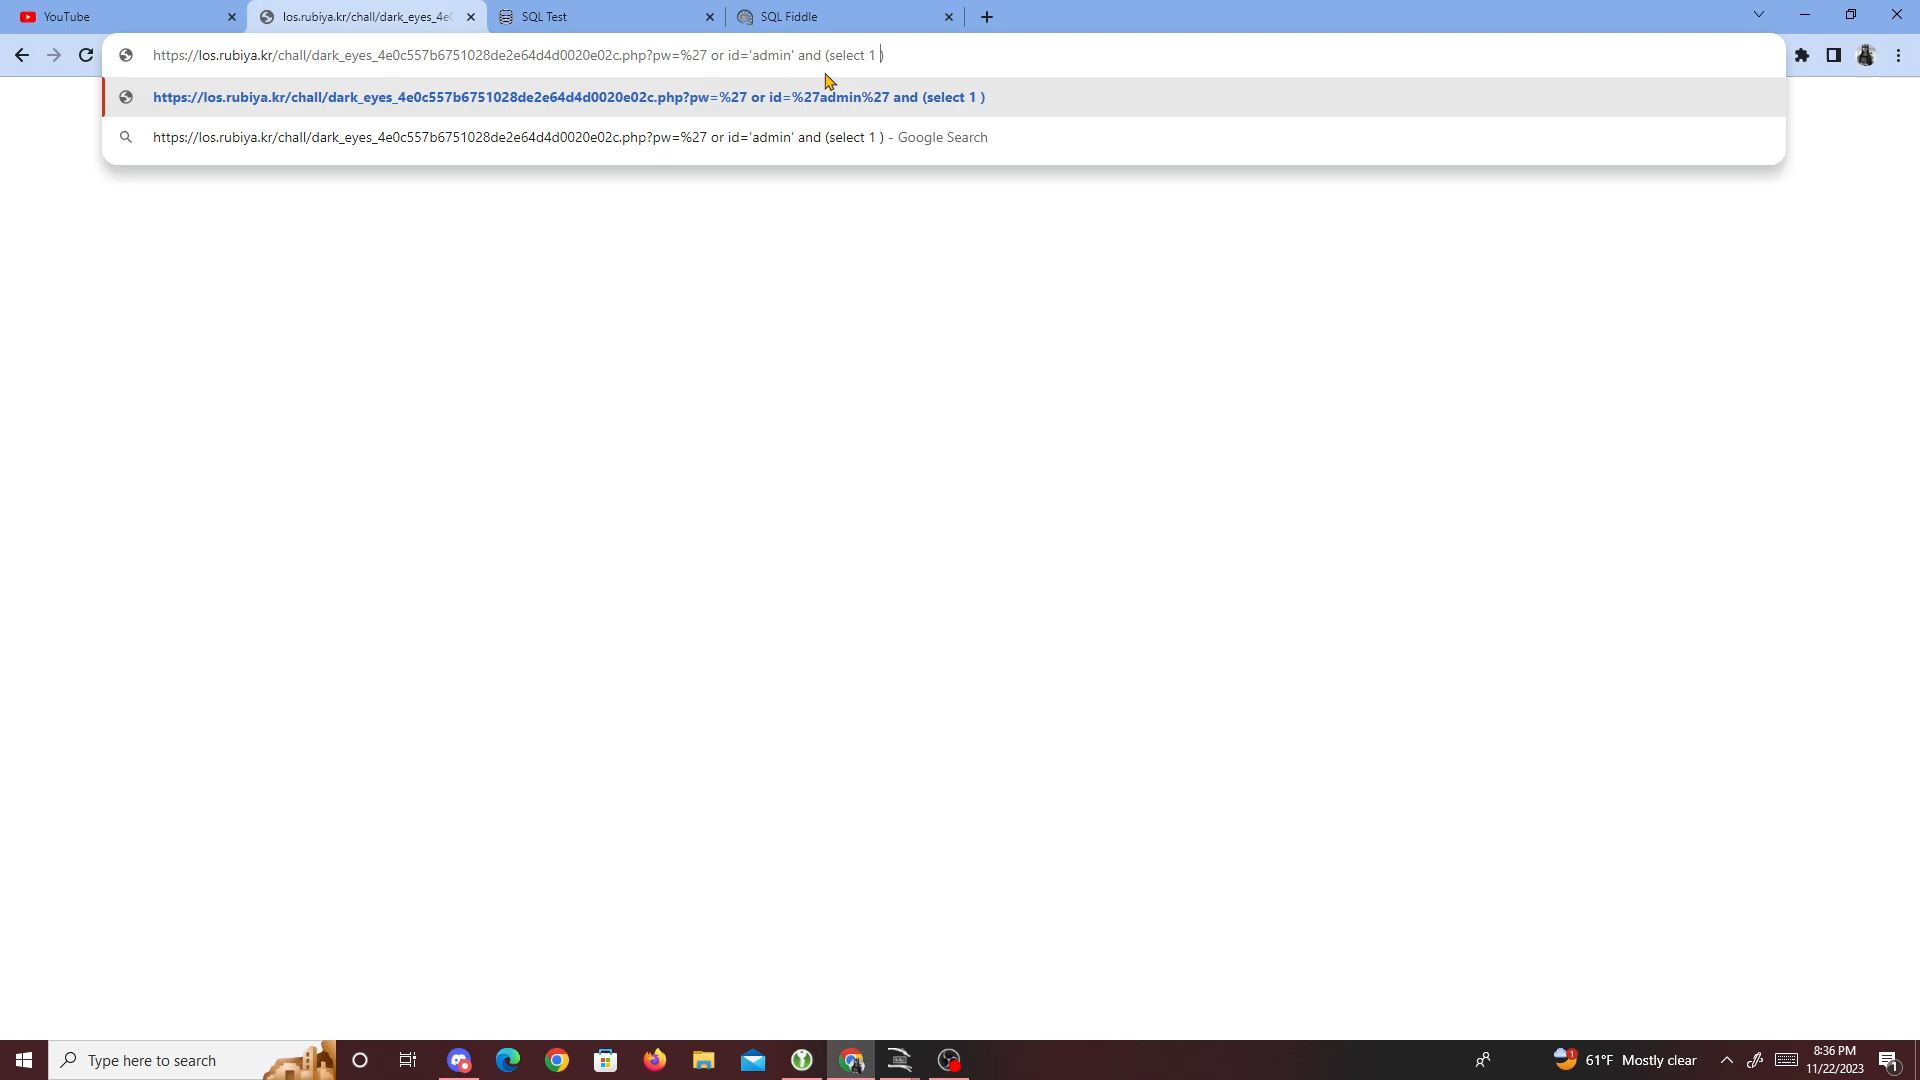 YouTube
los.rubiya.kr/chall/dark_eyes_4e0
SQL Test
SQL Fiddle
https://los.rubiya.kr/chall/dark_eyes_4e0c557b6751028de2e64d4d0020e02c.php?pw=%27 or id='admin' and (select 1 )
https://los.rubiya.kr/chall/dark_eyes_4e0c557b6751028de2e64d4d0020e02c.php?pw=%27 or id=%27admin%27 and (select 1 )
https://los.rubiya.kr/chall/dark_eyes_4e0c557b6751028de2e64d4d0020e02c.php?pw=%27 or id='admin' and (select 1 ) - Google Search
Type here to search
1
61°F Mostly clear
8:36 PM
11/22/2023
1